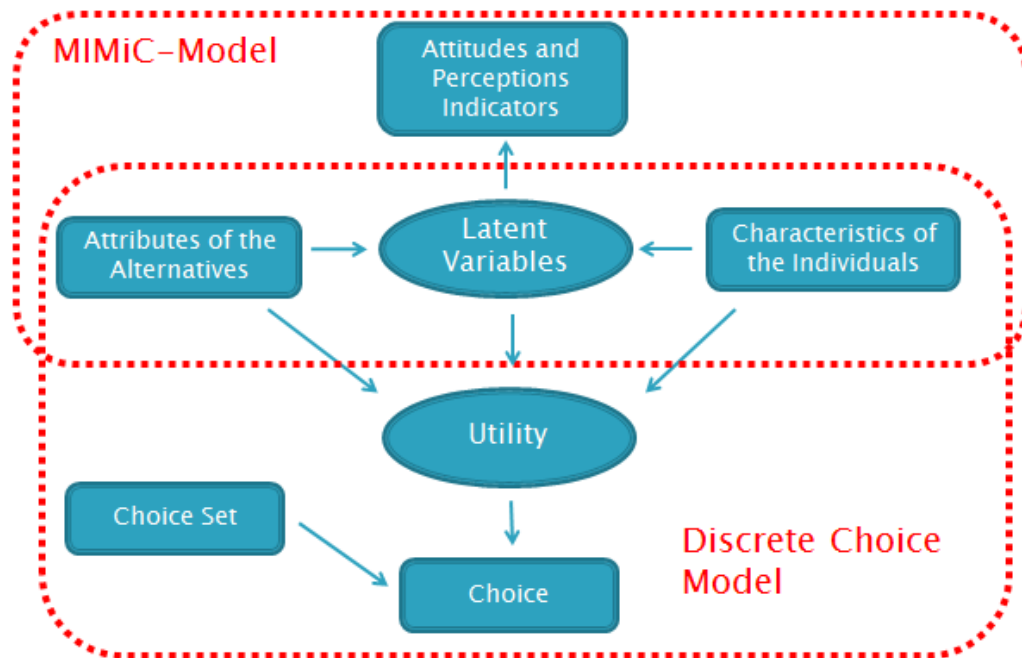 MIMiC-Model
Attitudes and
Perceptions
Indicators
Attributes of the
Alternatives
Latent
Variables
Characteristics of
the Individuals
Utility
Choice Set
Choice
Discrete Choice
Model